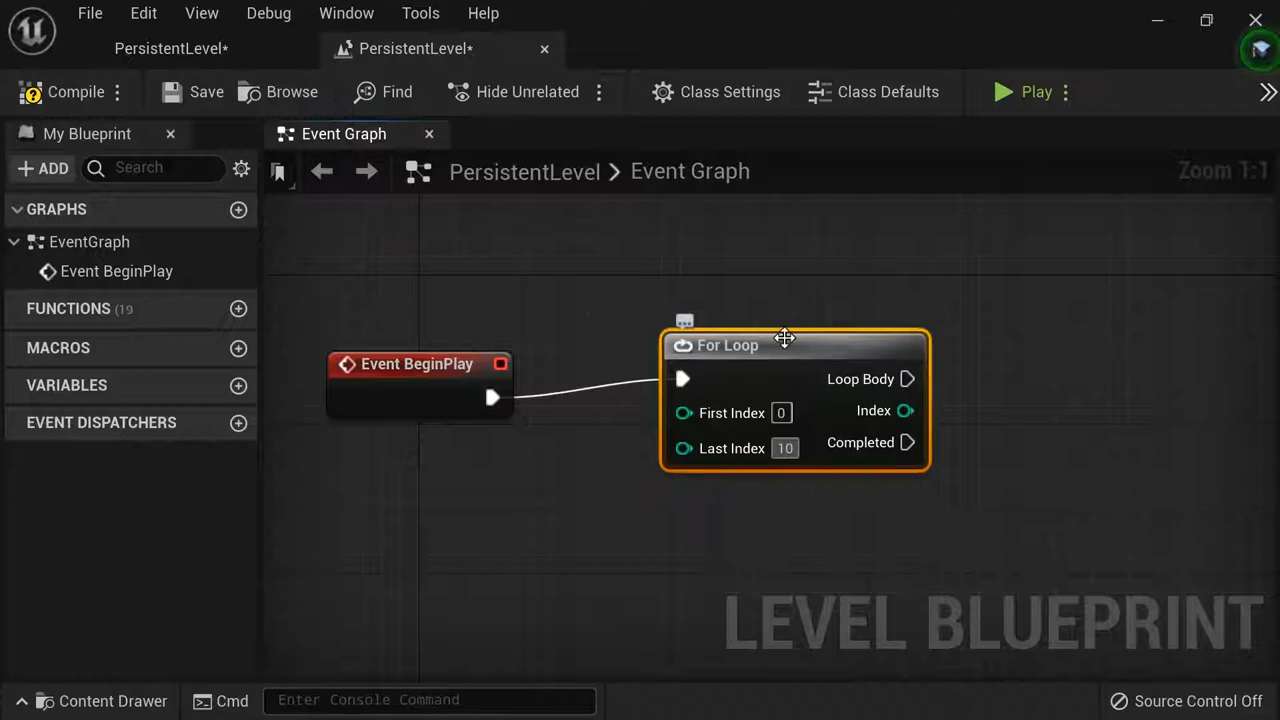 File Edit View Debug Window Tools Help
PersistentLevel* PersistentLevel*
Compile Save Browse Find Hide Unrelated Class Settings Class Defaults Play
My Blueprint Event Graph
ADD Search PersistentLevel > Event Graph Zoom 1:1
GRAPHS
EventGraph
Event BeginPlay
FUNCTIONS (19
MACROS
VARIABLES
EVENT DISPATCHERS
Event BeginPlay
For Loop
Loop Body
First Index 0 Index
Last Index 10 Completed
LEVEL BLUEPRINT
Content Drawer Cmd Enter Console Command Source Control Off